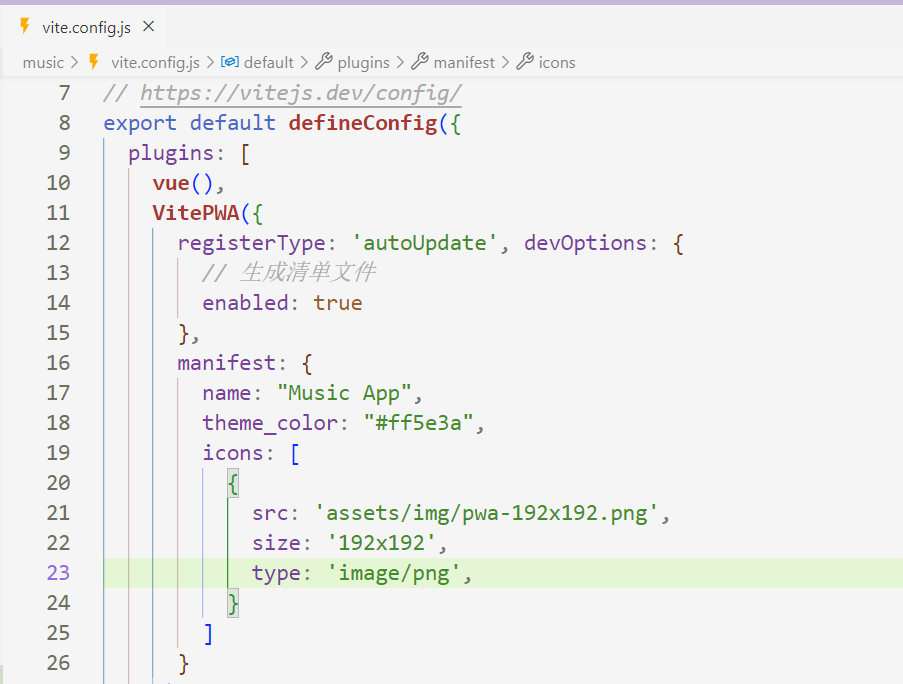 vite.config.js
music > vite.config.js > default > plugins > manifest > icons
7 // https://vitejs.dev/config/
8 export default defineConfig({
9 plugins: [
10 vue(),
11 VitePWA({
12 registerType: 'autoUpdate', devOptions: {
13 // 生成清单文件
14 enabled: true
15 },
16 manifest: {
17 name: "Music App",
18 theme_color: "#ff5e3a",
19 icons: [
20 {
21 src: 'assets/img/pwa-192x192.png',
22 size: '192x192',
23 type: 'image/png',
24 }
25 ]
26 }